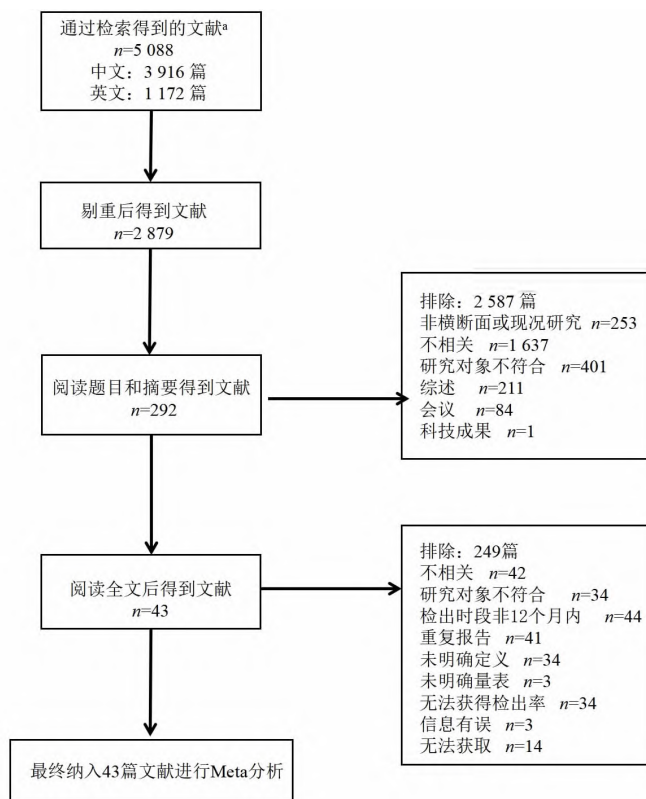 通过检索得到的文献a
n=5 088
中文：3 916 篇
英文：1 172 篇
剔重后得到文献
n=2 879
阅读题目和摘要得到文献
n=292
排除：2 587 篇
非横断面或现况研究 n=253
不相关 n=1 637
研究对象不符合 n=401
综述 n=211
会议 n=84
科技成果 n=1
阅读全文后得到文献
n=43
排除：249篇
不相关 n=42
研究对象不符合 n=34
检出时段非12个月内 n=44
重复报告 n=41
未明确定义 n=34
未明确量表 n=3
无法获得检出率 n=34
信息有误 n=3
无法获取 n=14
最终纳入43篇文献进行Meta分析